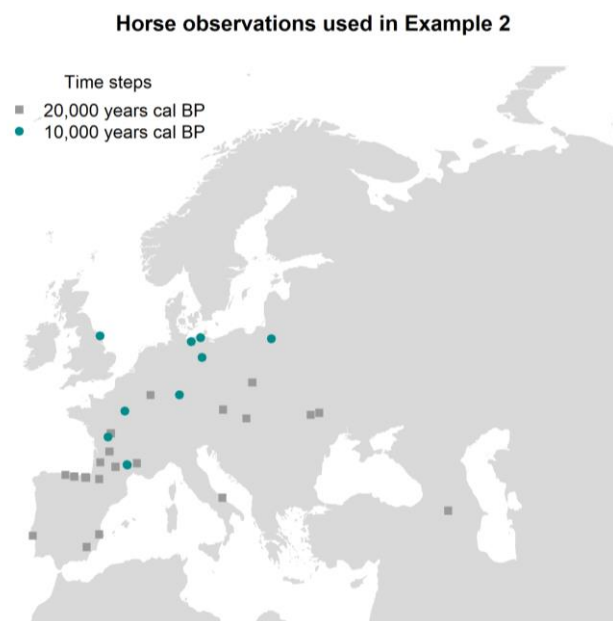 Horse observations used in Example 2
Time steps
20,000 years cal BP
10,000 years cal BP